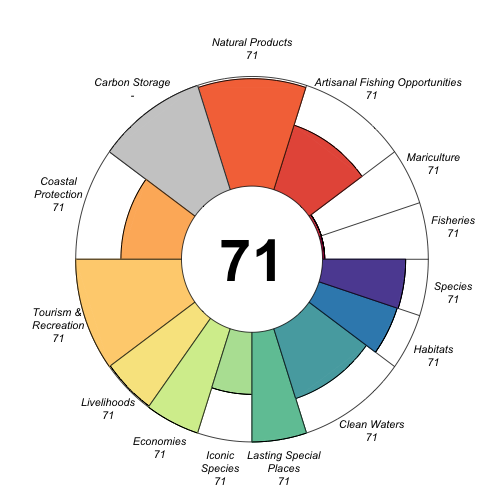 Natural Products
71
Artisanal Fishing Opportunities
71
Mariculture
71
Fisheries
71
Species
71
Habitats
71
Clean Waters
71
Lasting Special
Places
71
Iconic
Species
71
Economies
71
Livelihoods
71
Tourism &
Recreation
71
Coastal
Protection
71
Carbon Storage
-
71